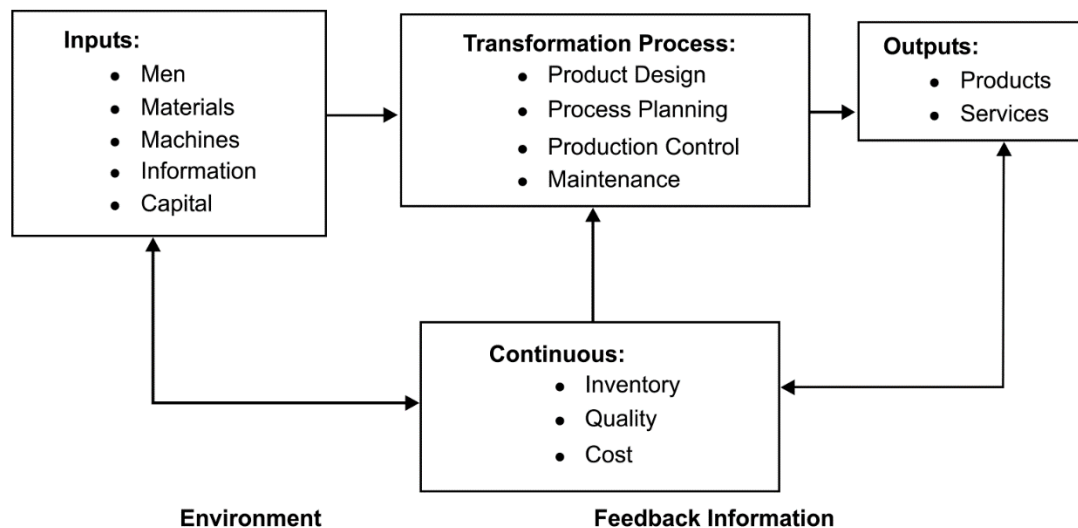 Inputs:
• Men
• Materials
• Machines
• Information
• Capital
Transformation Process:
• Product Design
• Process Planning
• Production Control
• Maintenance
Outputs:
• Products
• Services
Continuous:
• Inventory
• Quality
• Cost
Environment
Feedback Information